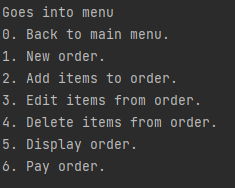 Goes into menu
0. Back to main menu.
1. New order.
2. Add items to order.
3. Edit items from order.
4. Delete items from order.
5. Display order.
6. Pay order.